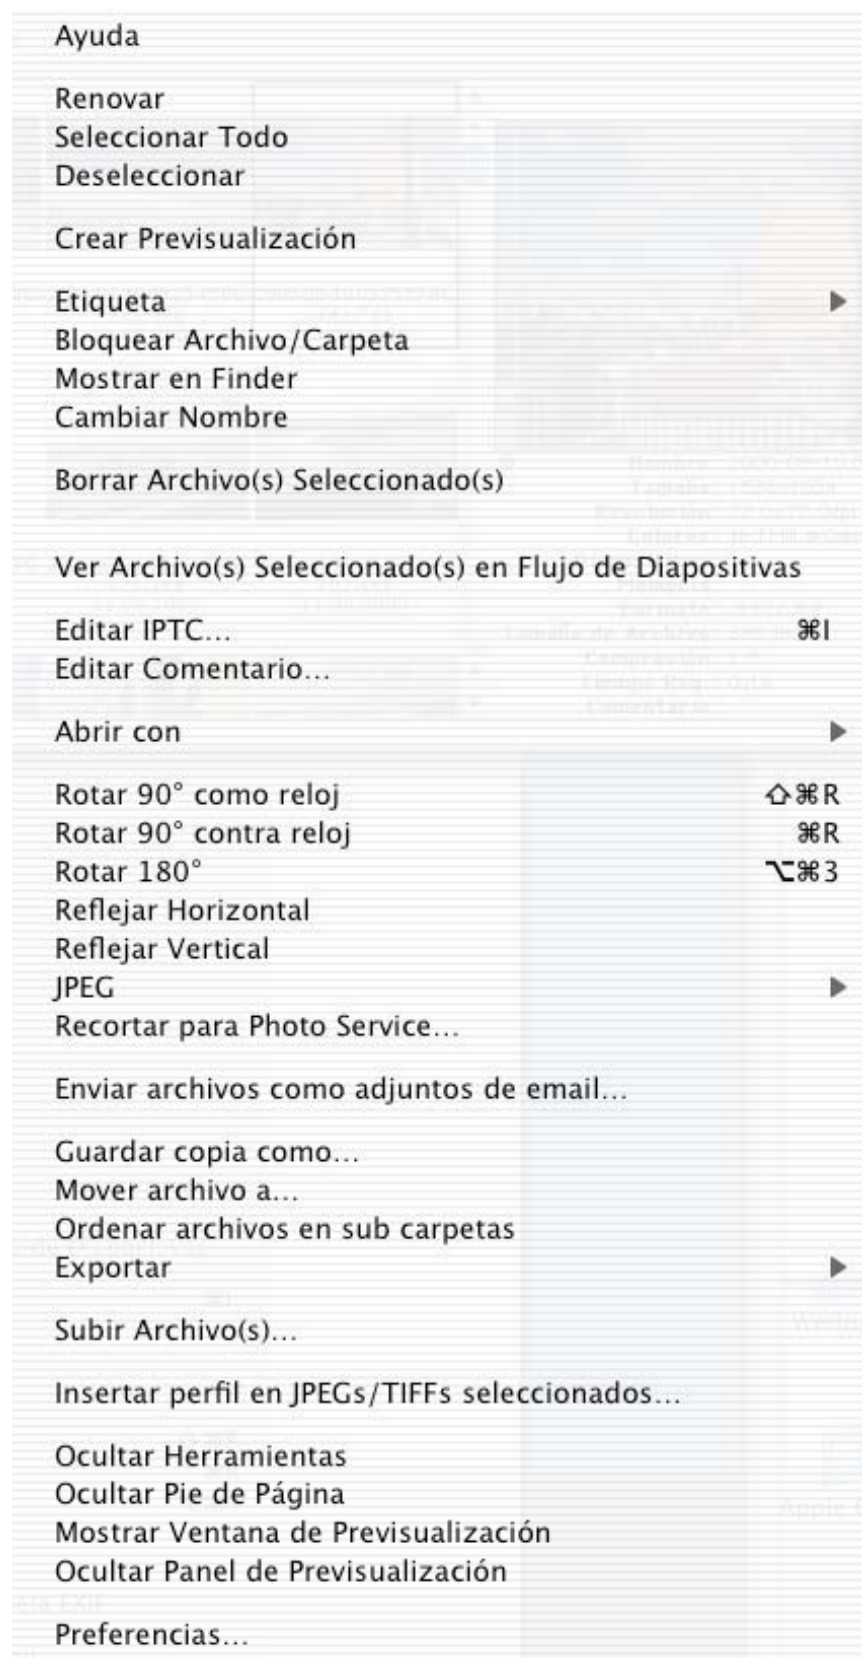 Ayuda
Renovar
Seleccionar Todo
Deseleccionar
Crear Previsualización
Etiqueta
Bloquear Archivo/Carpeta
Mostrar en Finder
Cambiar Nombre
Borrar Archivo(s) Seleccionado(s)
Ver Archivo(s) Seleccionado(s) en Flujo de Diapositivas
Editar IPTC... ⌘I
Editar Comentario...
Abrir con
Rotar 90° como reloj ⇧⌘R
Rotar 90° contra reloj ⌘R
Rotar 180° ⌥⌘3
Reflejar Horizontal
Reflejar Vertical
JPEG
Recortar para Photo Service...
Enviar archivos como adjuntos de email...
Guardar copia como...
Mover archivo a...
Ordenar archivos en sub carpetas
Exportar
Subir Archivo(s)...
Insertar perfil en JPEGs/TIFFs seleccionados...
Ocultar Herramientas
Ocultar Pie de Página
Mostrar Ventana de Previsualización
Ocultar Panel de Previsualización
Preferencias...